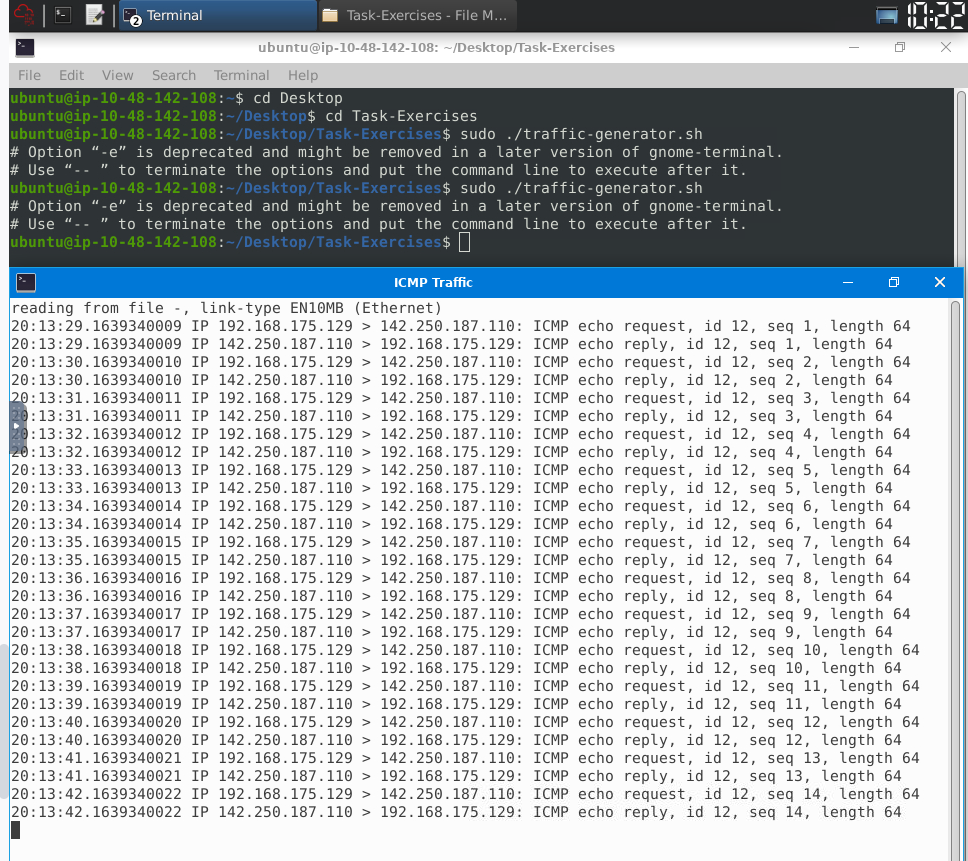 Terminal
Task-Exercises - File M...
10:22
2
ubuntu@ip-10-48-142-108: ~/Desktop/Task-Exercises
File Edit View Search Terminal Help
ubuntu@ip-10-48-142-108:~$ cd Desktop
ubuntu@ip-10-48-142-108:~/Desktop$ cd Task-Exercises
ubuntu@ip-10-48-142-108:~/Desktop/Task-Exercises$ sudo ./traffic-generator.sh
# Option “-e” is deprecated and might be removed in a later version of gnome-terminal.
# Use “-- ” to terminate the options and put the command line to execute after it.
ubuntu@ip-10-48-142-108:~/Desktop/Task-Exercises$ sudo ./traffic-generator.sh
# Option “-e” is deprecated and might be removed in a later version of gnome-terminal.
# Use “-- ” to terminate the options and put the command line to execute after it.
ubuntu@ip-10-48-142-108:~/Desktop/Task-Exercises$
ICMP Traffic
reading from file -, link-type EN10MB (Ethernet)
20:13:29.1639340009 IP 192.168.175.129 > 142.250.187.110: ICMP echo request, id 12, seq 1, length 64
20:13:29.1639340009 IP 142.250.187.110 > 192.168.175.129: ICMP echo reply, id 12, seq 1, length 64
20:13:30.1639340010 IP 192.168.175.129 > 142.250.187.110: ICMP echo request, id 12, seq 2, length 64
20:13:30.1639340010 IP 142.250.187.110 > 192.168.175.129: ICMP echo reply, id 12, seq 2, length 64
20:13:31.1639340011 IP 192.168.175.129 > 142.250.187.110: ICMP echo request, id 12, seq 3, length 64
20:13:31.1639340011 IP 142.250.187.110 > 192.168.175.129: ICMP echo reply, id 12, seq 3, length 64
20:13:32.1639340012 IP 192.168.175.129 > 142.250.187.110: ICMP echo request, id 12, seq 4, length 64
20:13:32.1639340012 IP 142.250.187.110 > 192.168.175.129: ICMP echo reply, id 12, seq 4, length 64
20:13:33.1639340013 IP 192.168.175.129 > 142.250.187.110: ICMP echo request, id 12, seq 5, length 64
20:13:33.1639340013 IP 142.250.187.110 > 192.168.175.129: ICMP echo reply, id 12, seq 5, length 64
20:13:34.1639340014 IP 192.168.175.129 > 142.250.187.110: ICMP echo request, id 12, seq 6, length 64
20:13:34.1639340014 IP 142.250.187.110 > 192.168.175.129: ICMP echo reply, id 12, seq 6, length 64
20:13:35.1639340015 IP 192.168.175.129 > 142.250.187.110: ICMP echo request, id 12, seq 7, length 64
20:13:35.1639340015 IP 142.250.187.110 > 192.168.175.129: ICMP echo reply, id 12, seq 7, length 64
20:13:36.1639340016 IP 192.168.175.129 > 142.250.187.110: ICMP echo request, id 12, seq 8, length 64
20:13:36.1639340016 IP 142.250.187.110 > 192.168.175.129: ICMP echo reply, id 12, seq 8, length 64
20:13:37.1639340017 IP 192.168.175.129 > 142.250.187.110: ICMP echo request, id 12, seq 9, length 64
20:13:37.1639340017 IP 142.250.187.110 > 192.168.175.129: ICMP echo reply, id 12, seq 9, length 64
20:13:38.1639340018 IP 192.168.175.129 > 142.250.187.110: ICMP echo request, id 12, seq 10, length 64
20:13:38.1639340018 IP 142.250.187.110 > 192.168.175.129: ICMP echo reply, id 12, seq 10, length 64
20:13:39.1639340019 IP 192.168.175.129 > 142.250.187.110: ICMP echo request, id 12, seq 11, length 64
20:13:39.1639340019 IP 142.250.187.110 > 192.168.175.129: ICMP echo reply, id 12, seq 11, length 64
20:13:40.1639340020 IP 192.168.175.129 > 142.250.187.110: ICMP echo request, id 12, seq 12, length 64
20:13:40.1639340020 IP 142.250.187.110 > 192.168.175.129: ICMP echo reply, id 12, seq 12, length 64
20:13:41.1639340021 IP 192.168.175.129 > 142.250.187.110: ICMP echo request, id 12, seq 13, length 64
20:13:41.1639340021 IP 142.250.187.110 > 192.168.175.129: ICMP echo reply, id 12, seq 13, length 64
20:13:42.1639340022 IP 192.168.175.129 > 142.250.187.110: ICMP echo request, id 12, seq 14, length 64
20:13:42.1639340022 IP 142.250.187.110 > 192.168.175.129: ICMP echo reply, id 12, seq 14, length 64